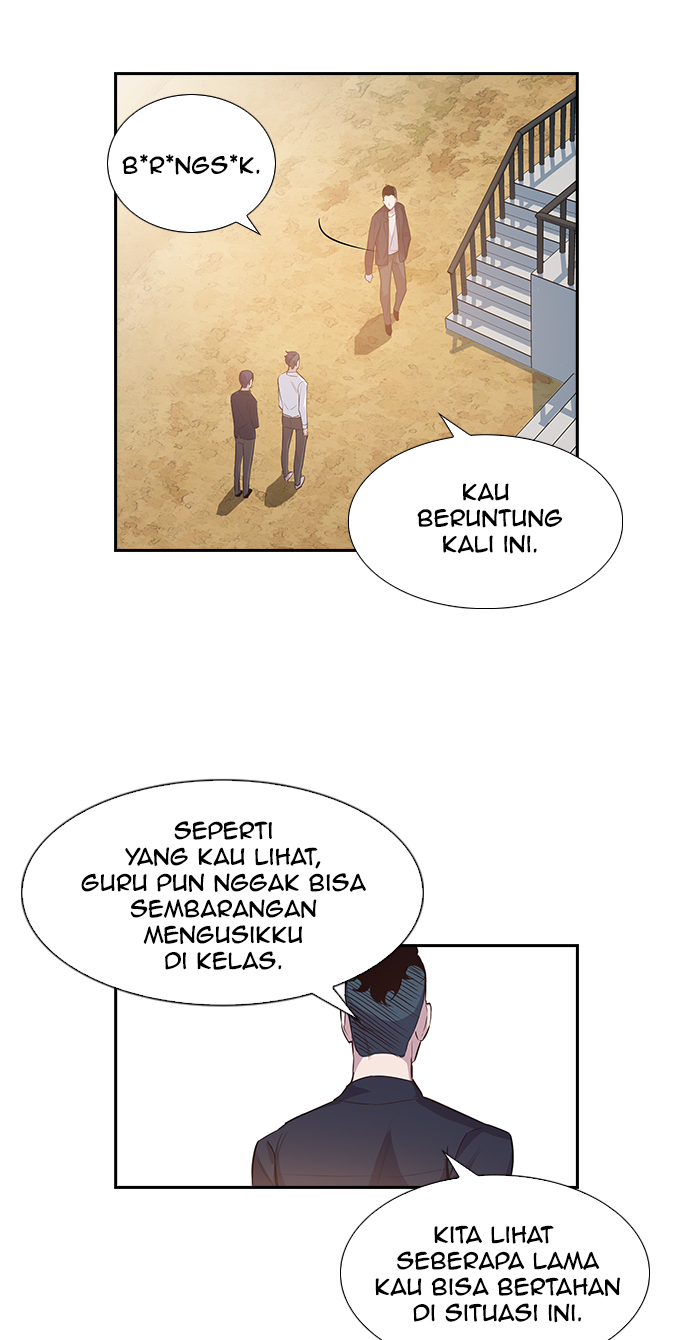 B*R*NGS*K.
KAU
BERUNTUNG
KALI INI.
SEPERTI
YANG KAU LIHAT,
GURU PUN NGGAK BISA
SEMBARANGAN
MENGUSIKKU
DI KELAS.
KITA LIHAT
SEBERAPA LAMA
KAU BISA BERTAHAN
DI SITUASI INI.